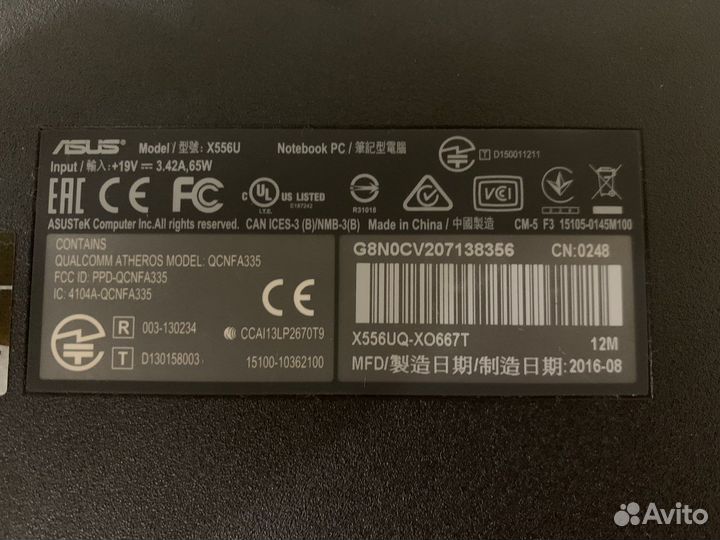 ASUS Model / 型號: X556U Notebook PC / 筆記型電腦
Input / 輸入: +19V⎓ 3.42A,65W
T D150011211
EAC CE FC c UL US LISTED
I.T.E. E187242 R31018 VCI
ASUSTeK Computer Inc.All rights reserved. CAN ICES-3 (B)/NMB-3(B) Made in China / 中國製造 CM-5 F3 15105-0145M100
CONTAINS
QUALCOMM ATHEROS MODEL: QCNFA335
FCC ID: PPD-QCNFA335
IC: 4104A-QCNFA335
CE
R 003-130234 CCAI13LP2670T9
T D130158003 15100-10362100
G8N0CV207138356 CN:0248
X556UQ-XO667T 12M
MFD/製造日期/制造日期: 2016-08
Avito